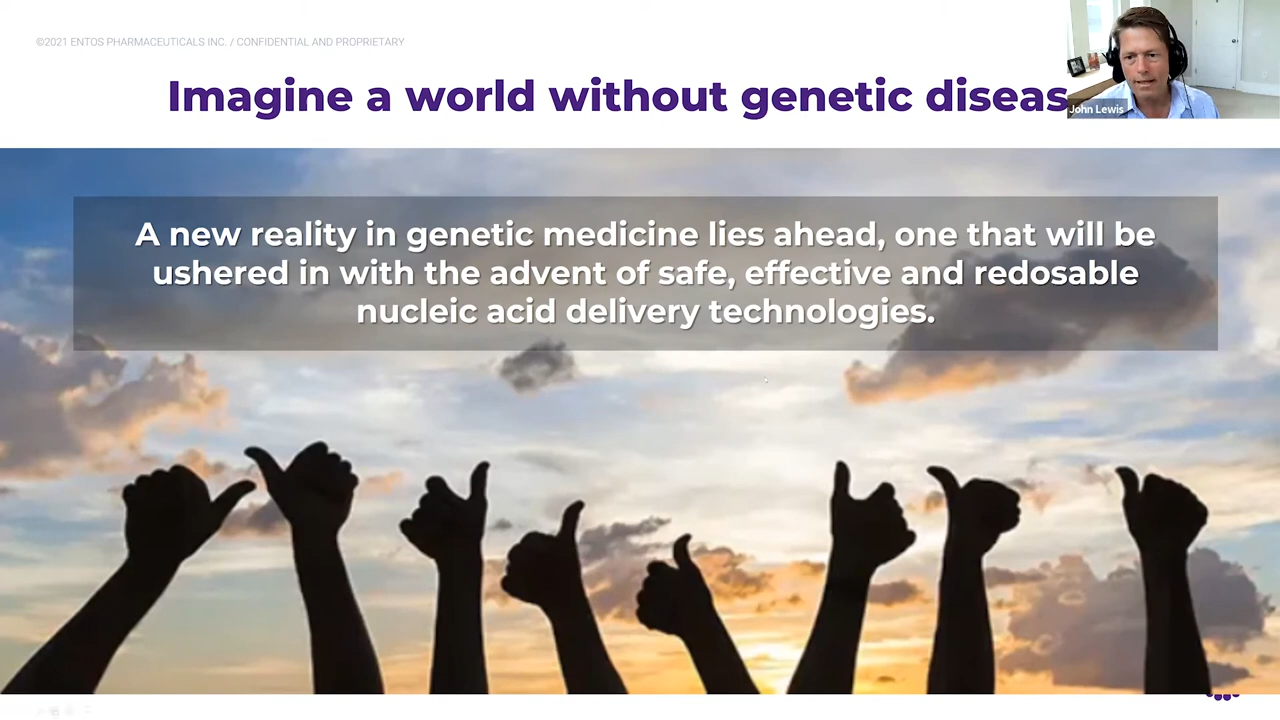 ©2021 ENTOS PHARMACEUTICALS INC. / CONFIDENTIAL AND PROPRIETARY
Imagine a world without genetic diseas
John Lewis
A new reality in genetic medicine lies ahead, one that will be
ushered in with the advent of safe, effective and redosable
nucleic acid delivery technologies.